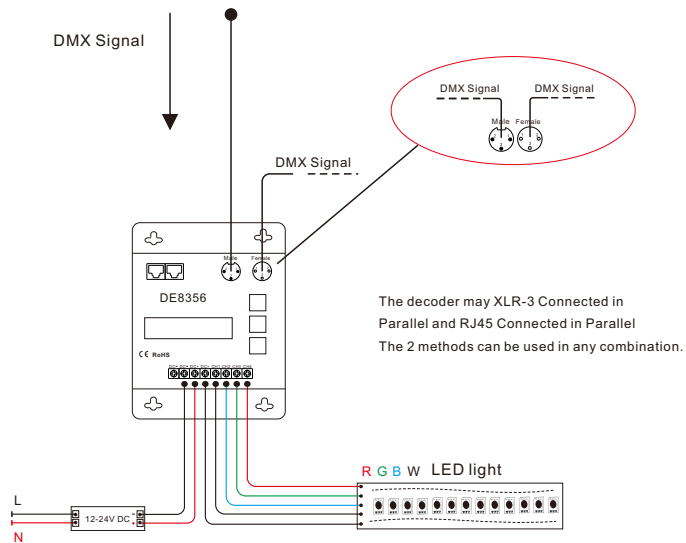 DMX Signal
DMX Signal
DMX Signal
Male
Female
DMX Signal
Male
Female
DE8356
The decoder may XLR-3 Connected in
Parallel and RJ45 Connected in Parallel
The 2 methods can be used in any combination.
CE RoHS
R G B W LED light
L
12-24V DC
N